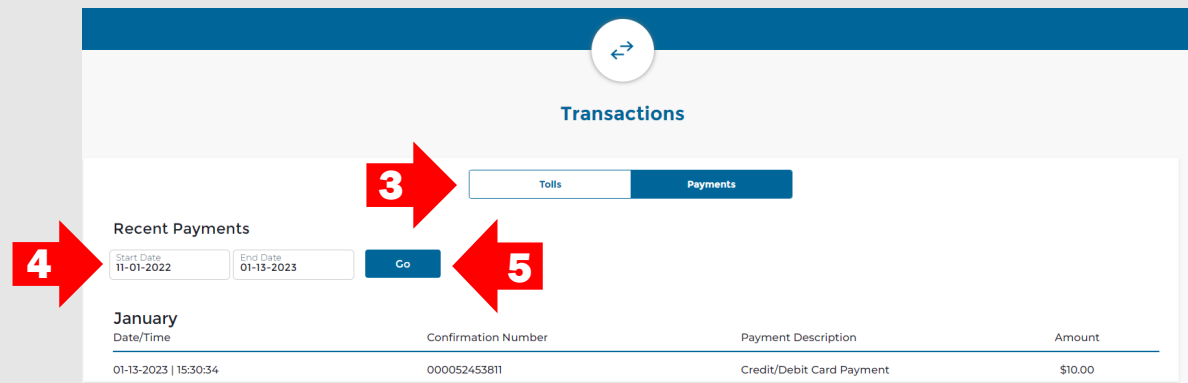 Transactions
3
Tolls Payments
Recent Payments
4
Start Date End Date
11-01-2022 01-13-2023
Go
5
January
Date/Time Confirmation Number Payment Description Amount
01-13-2023 | 15:30:34 000052453811 Credit/Debit Card Payment $10.00